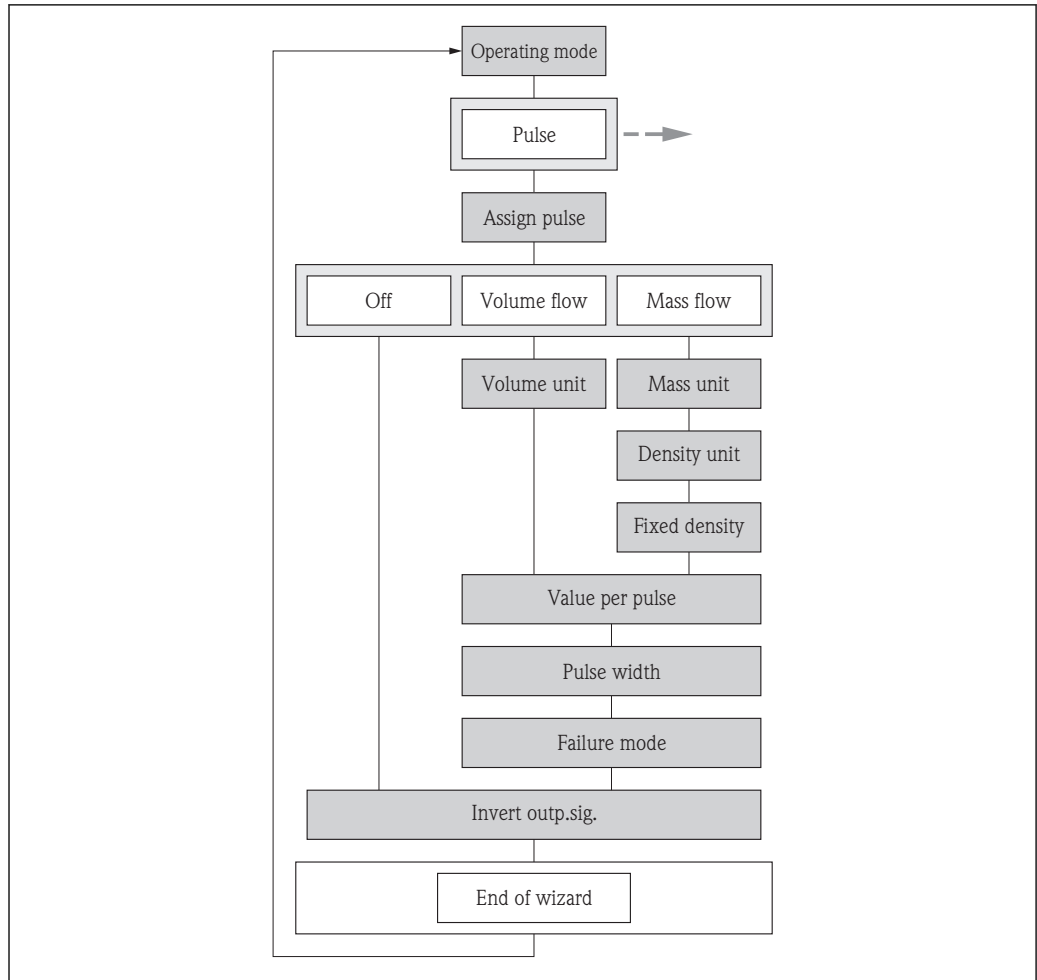 Operating mode
Pulse
Assign pulse
Off
Volume flow
Mass flow
Volume unit
Mass unit
Density unit
Fixed density
Value per pulse
Pulse width
Failure mode
Invert outp.sig.
End of wizard